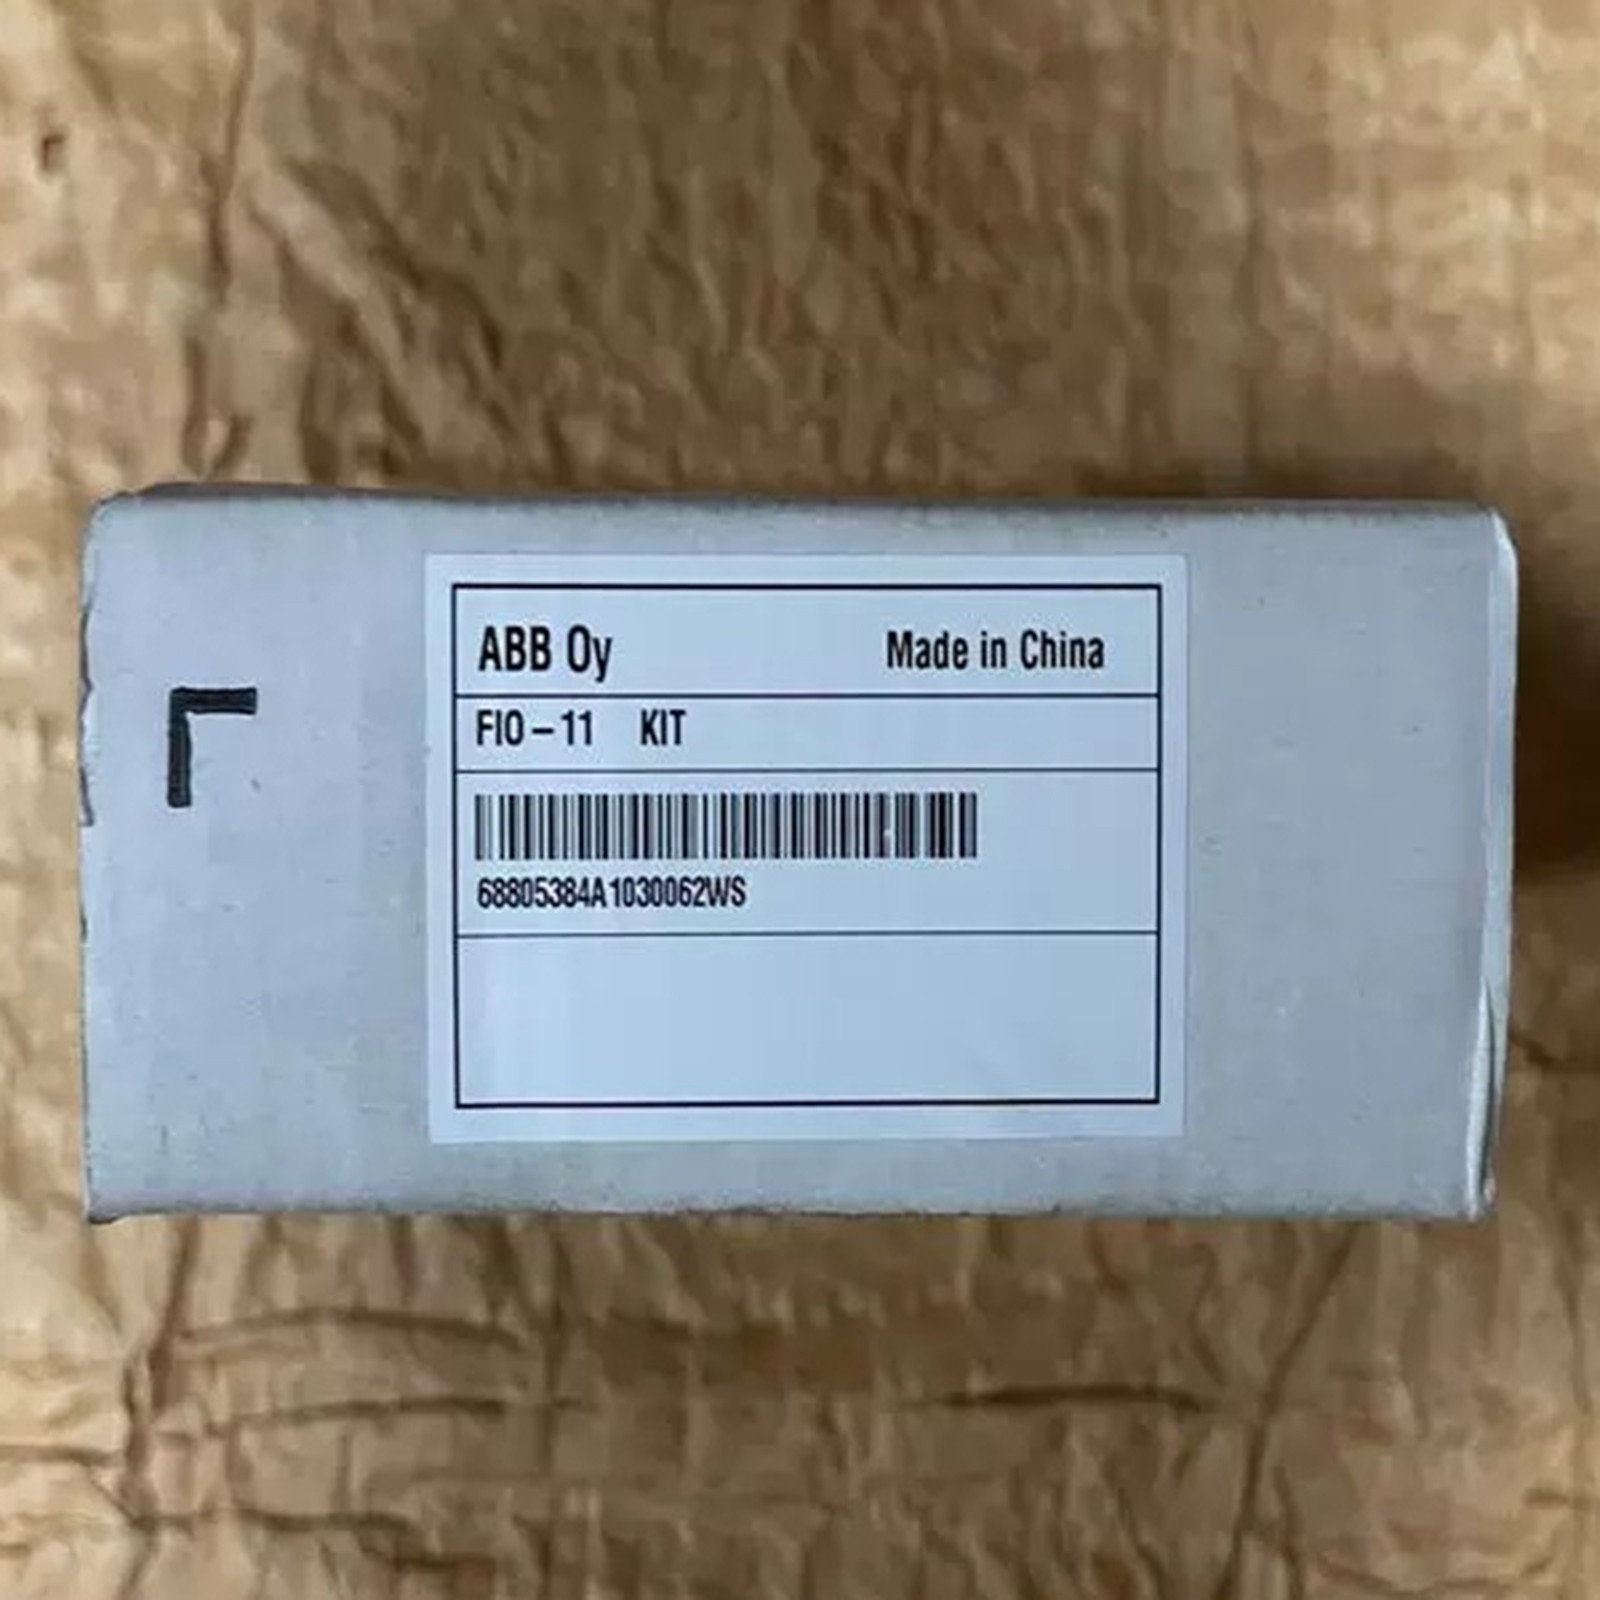 ABB Oy Made in China
FIO-11 KIT
68805384A1030062WS